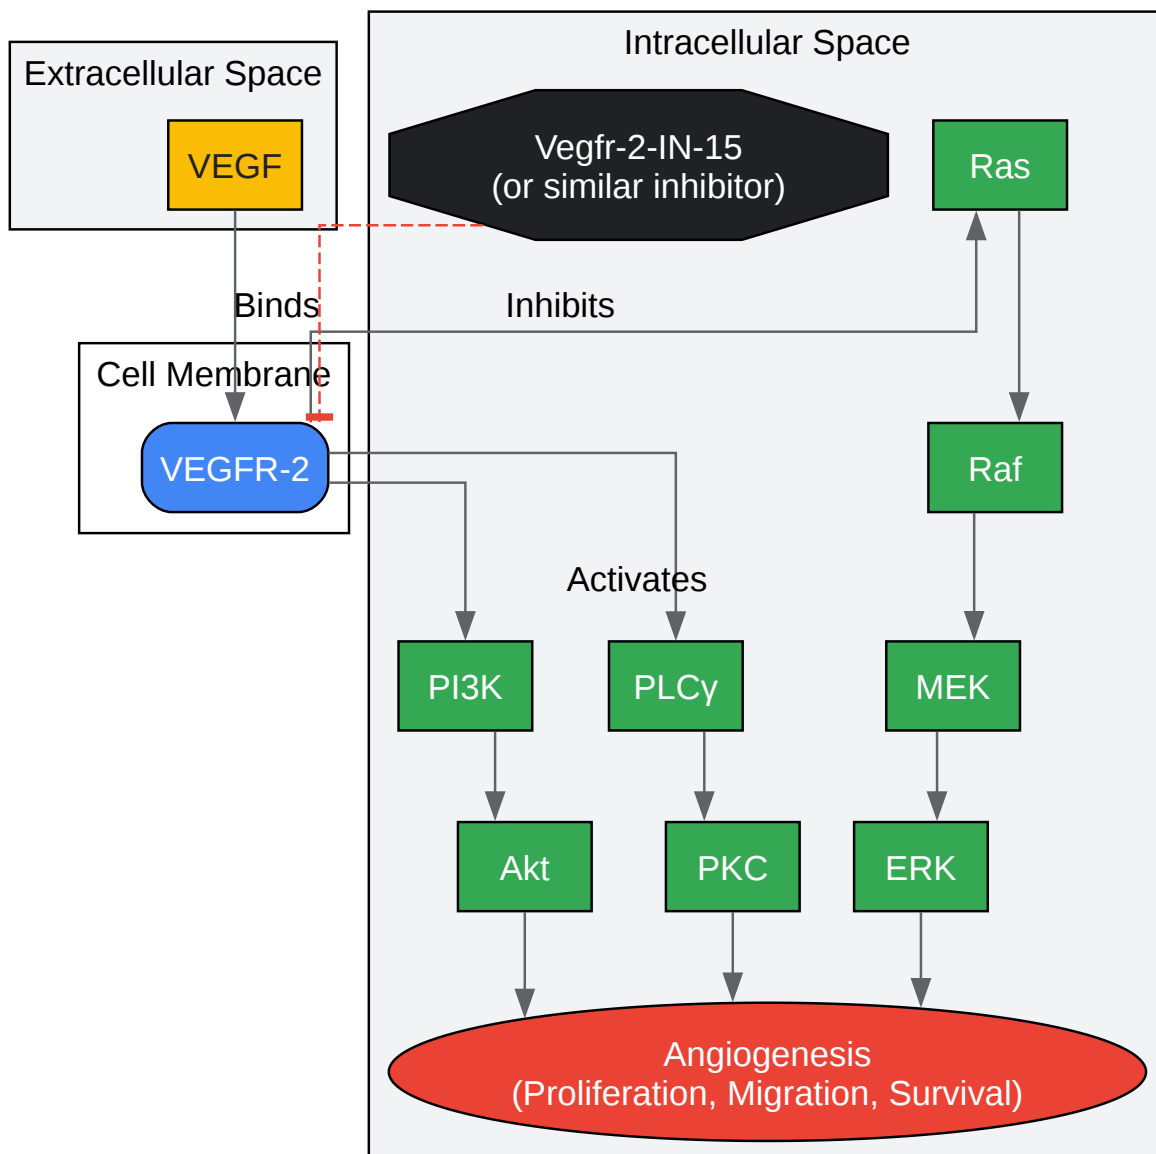 Intracellular Space
Extracellular Space
VEGF
Vegfr-2-IN-15
(or similar inhibitor)
Ras
Binds
Inhibits
Cell Membrane
VEGFR-2
Raf
Activates
PI3K
PLCγ
MEK
Akt
PKC
ERK
Angiogenesis
(Proliferation, Migration, Survival)